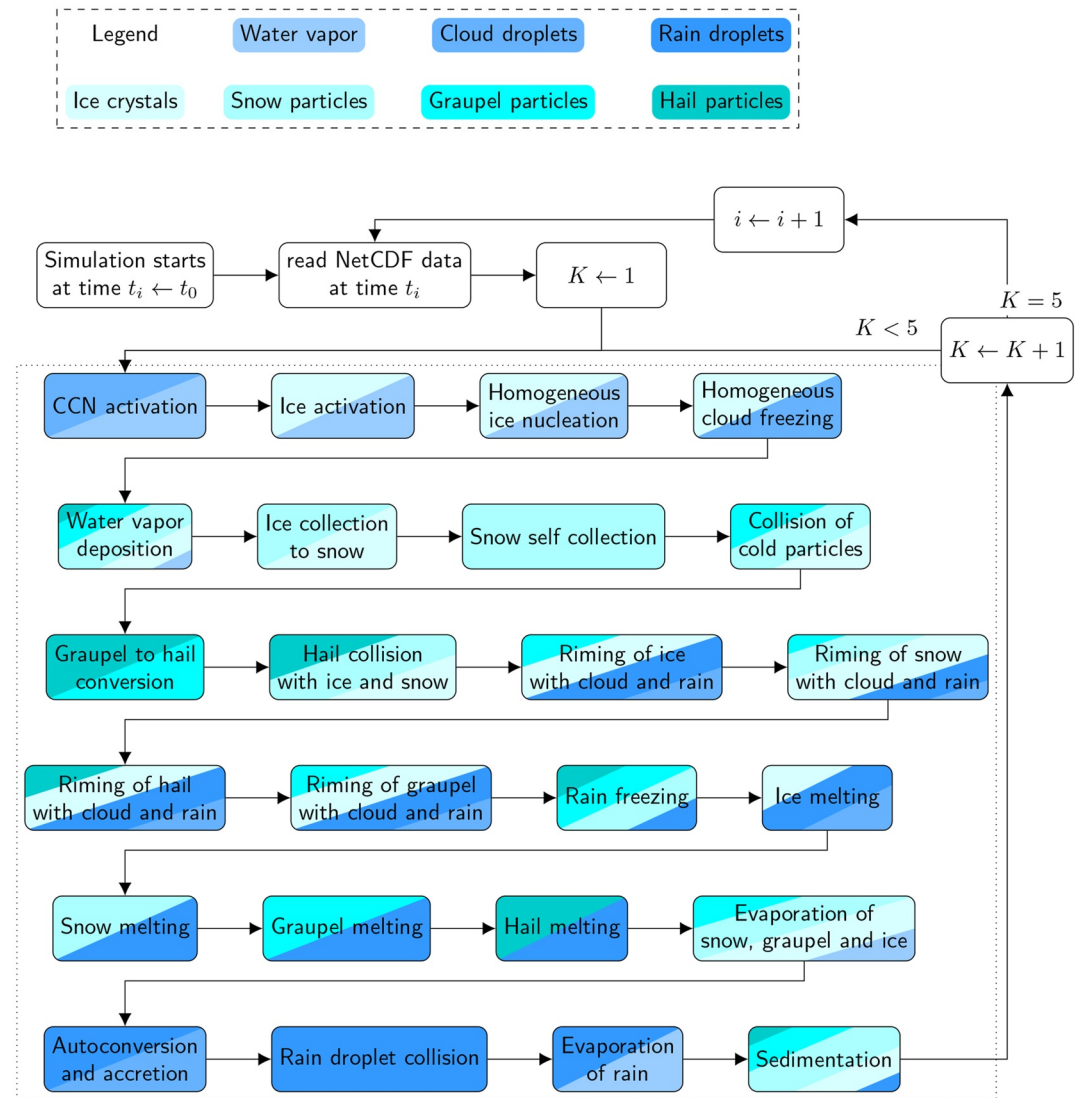 Legend
Water vapor
Cloud droplets
Rain droplets
Ice crystals
Snow particles
Graupel particles
Hail particles
i ← i + 1
Simulation starts
at time t_i ← t_0
read NetCDF data
at time t_i
K ← 1
K = 5
K < 5
K ← K + 1
CCN activation
Ice activation
Homogeneous
ice nucleation
Homogeneous
cloud freezing
Water vapor
deposition
Ice collection
to snow
Snow self collection
Collision of
cold particles
Graupel to hail
conversion
Hail collision
with ice and snow
Riming of ice
with cloud and rain
Riming of snow
with cloud and rain
Riming of hail
with cloud and rain
Riming of graupel
with cloud and rain
Rain freezing
Ice melting
Snow melting
Graupel melting
Hail melting
Evaporation of
snow, graupel and ice
Autoconversion
and accretion
Rain droplet collision
Evaporation
of rain
Sedimentation